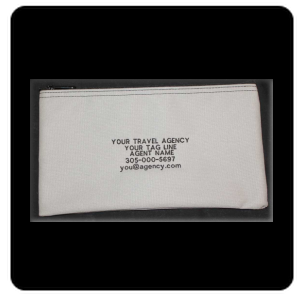 YOUR TRAVEL AGENCY
YOUR TAG LINE
AGENT NAME
305-000-5697
you@agency.com